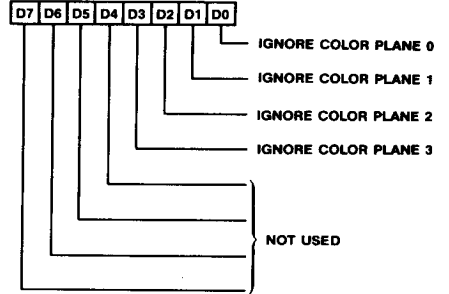 D7 D6 D5 D4 D3 D2 D1 D0
IGNORE COLOR PLANE 0
IGNORE COLOR PLANE 1
IGNORE COLOR PLANE 2
IGNORE COLOR PLANE 3
NOT USED